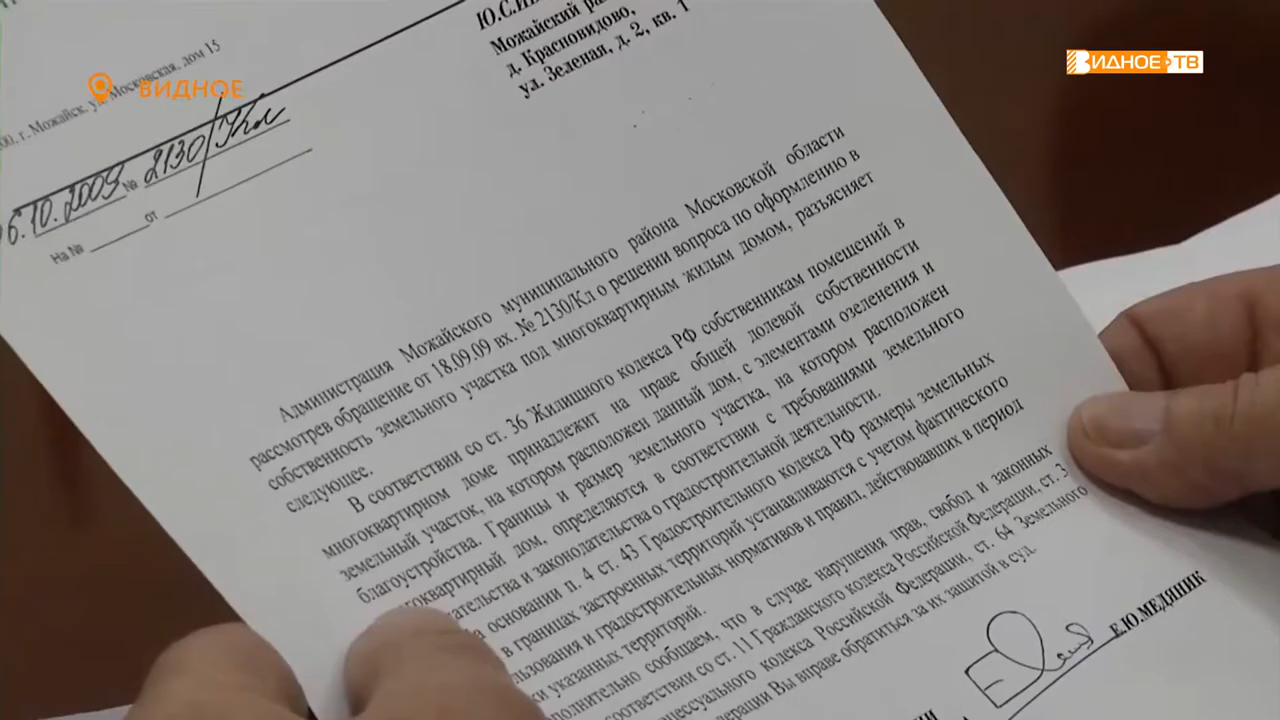 ВИДНОЕ
ВИДНОЕ ТВ
г. Можайск, ул. Московская, дом 15
6.10.2009 № 2130/Кл
На № от
Можайский
д. Красновидово,
ул. Зеленая, д. 2, кв. 1
Администрация Можайского муниципального района Московской области
рассмотрев обращение от 18.09.09 вх. № 2130/Кл о решении вопроса по оформлению в
собственность земельного участка под многоквартирным жилым домом, разъясняет
следующее.
В соответствии со ст. 36 Жилищного кодекса РФ собственникам помещений в
многоквартирном доме принадлежит на праве общей долевой собственности
земельный участок, на котором расположен данный дом, с элементами озеленения и
благоустройства. Границы и размер земельного участка, на котором расположен
гоквартирный дом, определяются в соответствии с требованиями земельного
ательства и законодательства о градостроительной деятельности.
а основании п. 4 ст. 43 Градостроительного кодекса РФ размеры земельных
в границах застроенных территорий устанавливаются с учетом фактического
льзования и градостроительных нормативов и правил, действовавших в период
ки указанных территорий.
полнительно сообщаем, что в случае нарушения прав, свобод и законных
соответствии со ст. 11 Гражданского кодекса Российской Федерации, ст. 3
цессуального кодекса Российской Федерации, ст. 64 Земельного
ерации Вы вправе обратиться за их защитой в суд.
Е.Ю.МЕДЯНИК